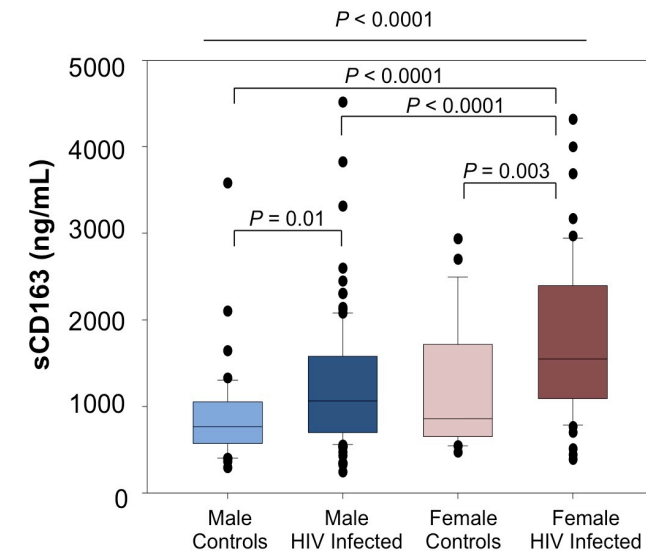 P < 0.0001
P < 0.0001
P < 0.0001
P = 0.003
P = 0.01
sCD163 (ng/mL)
5000
4000
3000
2000
1000
0
Male
Controls
Male
HIV Infected
Female
Controls
Female
HIV Infected